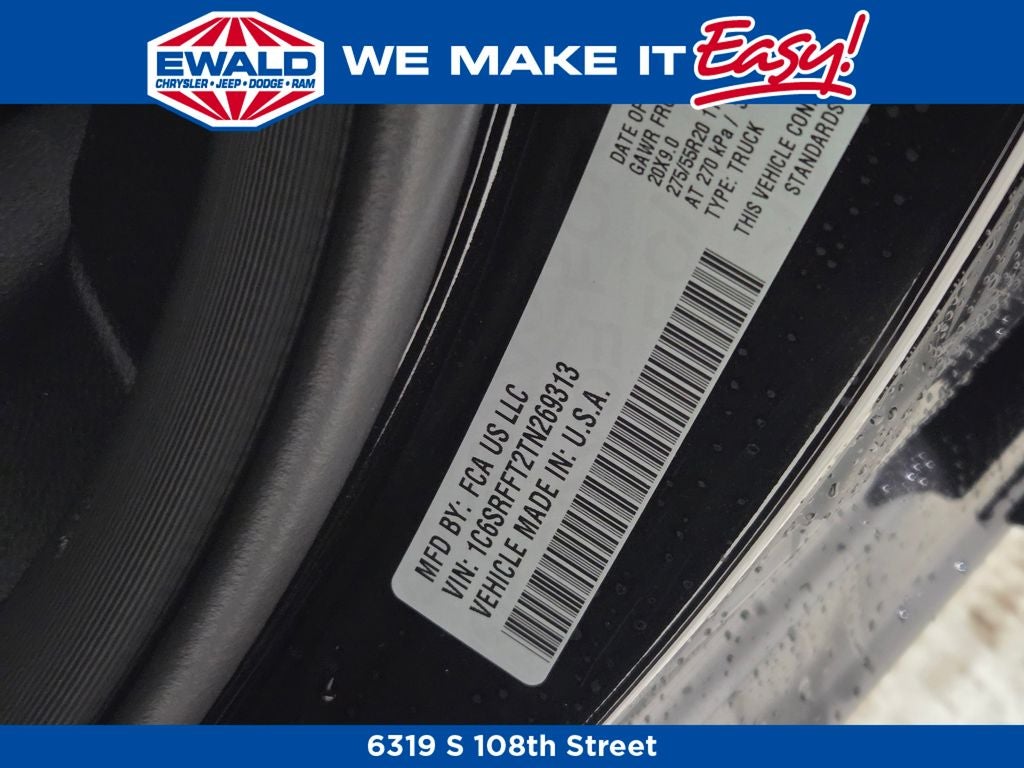 EWALD
CHRYSLER • JEEP • DODGE • RAM
WE MAKE IT Easy!
DATE OF
GAWR FR
20X9.0
275/55R20
AT 270 kPa /
TYPE: TRUCK
THIS VEHICLE CON
STANDARDS
MFD BY: FCA US LLC
VIN: 1C6SRFFT2TN269313
VEHICLE MADE IN: U.S.A.
6319 S 108th Street